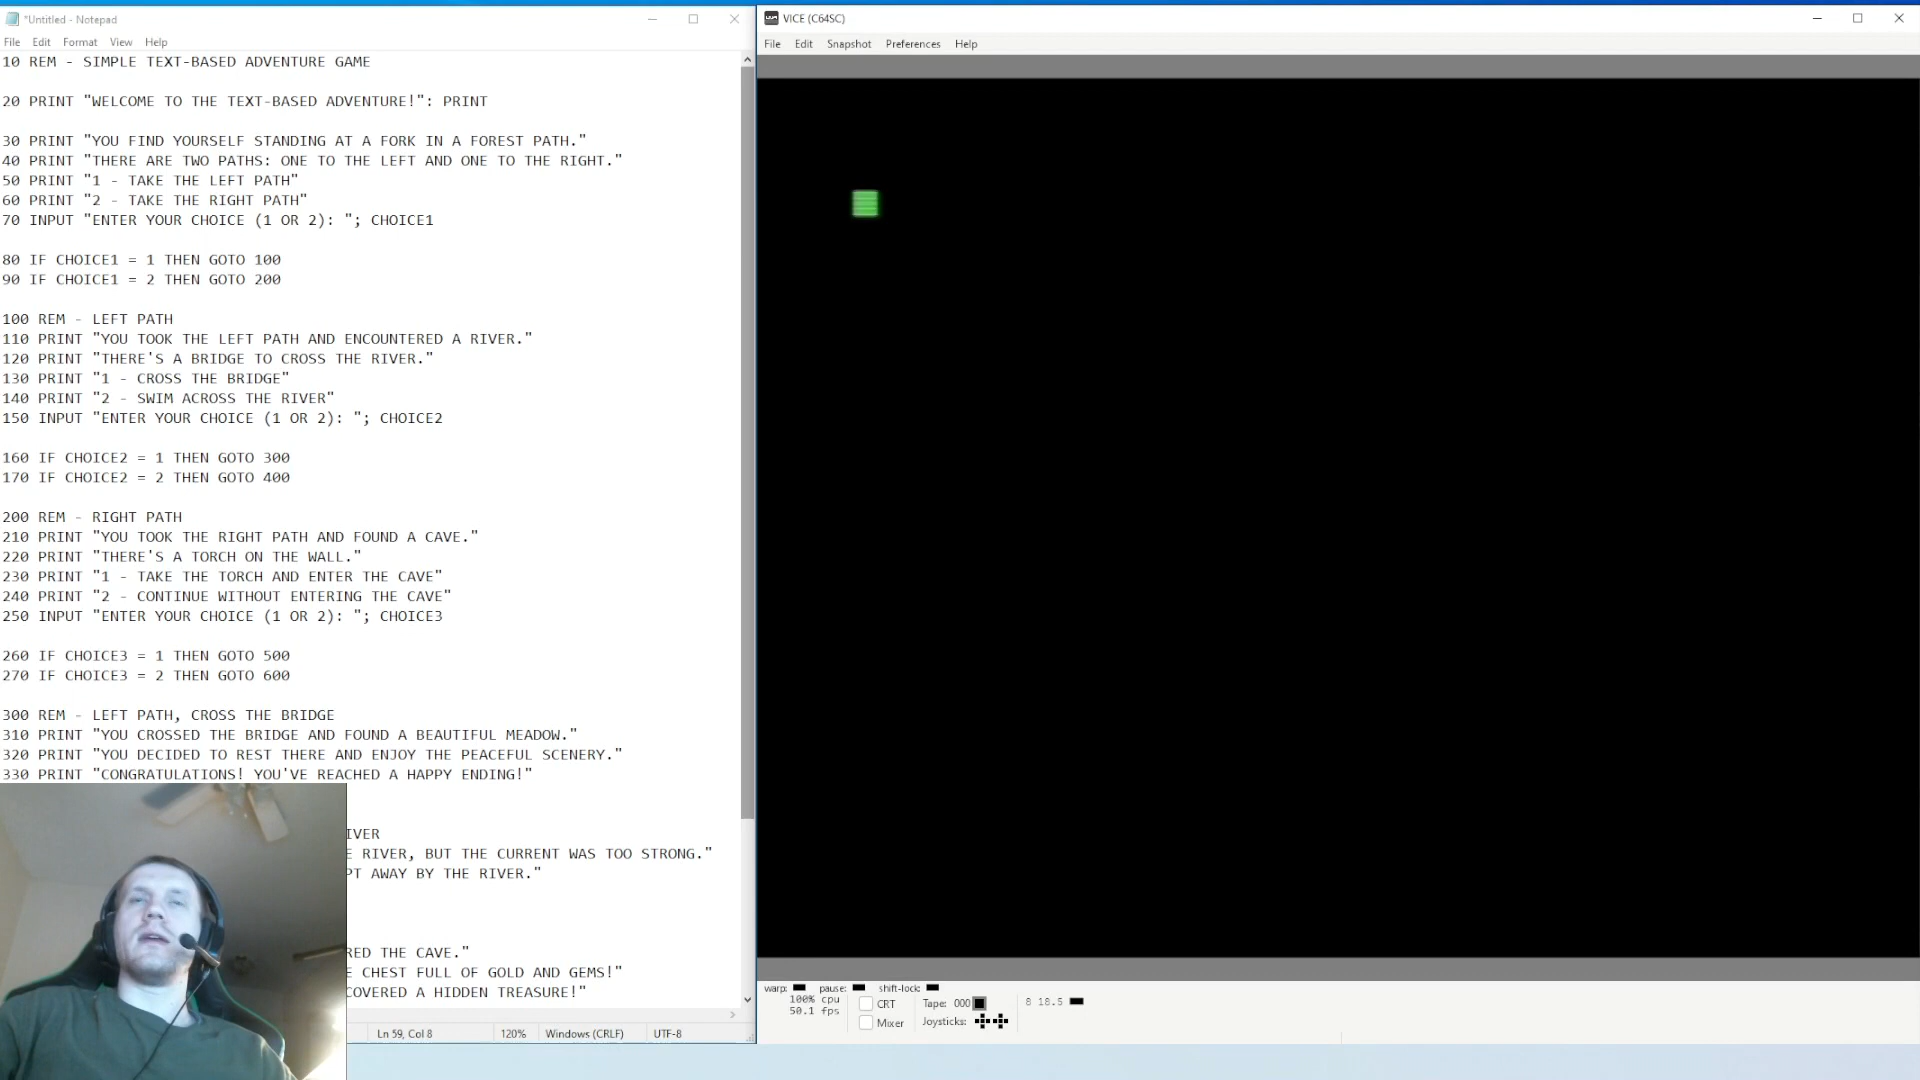 *Untitled - Notepad
File Edit Format View Help
10 REM - SIMPLE TEXT-BASED ADVENTURE GAME
20 PRINT "WELCOME TO THE TEXT-BASED ADVENTURE!": PRINT
30 PRINT "YOU FIND YOURSELF STANDING AT A FORK IN A FOREST PATH."
40 PRINT "THERE ARE TWO PATHS: ONE TO THE LEFT AND ONE TO THE RIGHT."
50 PRINT "1 - TAKE THE LEFT PATH"
60 PRINT "2 - TAKE THE RIGHT PATH"
70 INPUT "ENTER YOUR CHOICE (1 OR 2): "; CHOICE1
80 IF CHOICE1 = 1 THEN GOTO 100
90 IF CHOICE1 = 2 THEN GOTO 200
100 REM - LEFT PATH
110 PRINT "YOU TOOK THE LEFT PATH AND ENCOUNTERED A RIVER."
120 PRINT "THERE'S A BRIDGE TO CROSS THE RIVER."
130 PRINT "1 - CROSS THE BRIDGE"
140 PRINT "2 - SWIM ACROSS THE RIVER"
150 INPUT "ENTER YOUR CHOICE (1 OR 2): "; CHOICE2
160 IF CHOICE2 = 1 THEN GOTO 300
170 IF CHOICE2 = 2 THEN GOTO 400
200 REM - RIGHT PATH
210 PRINT "YOU TOOK THE RIGHT PATH AND FOUND A CAVE."
220 PRINT "THERE'S A TORCH ON THE WALL."
230 PRINT "1 - TAKE THE TORCH AND ENTER THE CAVE"
240 PRINT "2 - CONTINUE WITHOUT ENTERING THE CAVE"
250 INPUT "ENTER YOUR CHOICE (1 OR 2): "; CHOICE3
260 IF CHOICE3 = 1 THEN GOTO 500
270 IF CHOICE3 = 2 THEN GOTO 600
300 REM - LEFT PATH, CROSS THE BRIDGE
310 PRINT "YOU CROSSED THE BRIDGE AND FOUND A BEAUTIFUL MEADOW."
320 PRINT "YOU DECIDED TO REST THERE AND ENJOY THE PEACEFUL SCENERY."
330 PRINT "CONGRATULATIONS! YOU'VE REACHED A HAPPY ENDING!"
IVER
E RIVER, BUT THE CURRENT WAS TOO STRONG."
PT AWAY BY THE RIVER."
RED THE CAVE."
E CHEST FULL OF GOLD AND GEMS!"
COVERED A HIDDEN TREASURE!"
Ln 59, Col 8 120% Windows (CRLF) UTF-8
VICE (C64SC)
File Edit Snapshot Preferences Help
warp: pause: shift-lock:
100% cpu
50.1 fps
CRT
Mixer
Tape: 000
Joysticks:
8 18.5